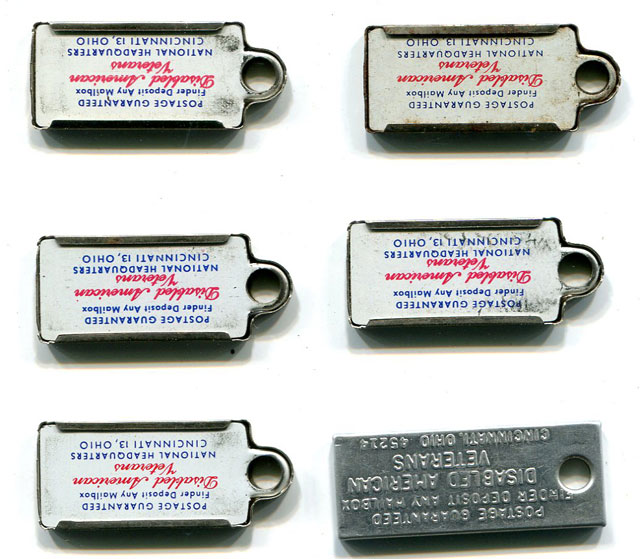 POSTAGE GUARANTEED
Finder Deposit Any Mailbox
Disabled American
Veterans
NATIONAL HEADQUARTERS
CINCINNATI 13, OHIO
POSTAGE GUARANTEED
Finder Deposit Any Mailbox
Disabled American
Veterans
NATIONAL HEADQUARTERS
CINCINNATI 13, OHIO
POSTAGE GUARANTEED
Finder Deposit Any Mailbox
Disabled American
Veterans
NATIONAL HEADQUARTERS
CINCINNATI 13, OHIO
POSTAGE GUARANTEED
Finder Deposit Any Mailbox
Disabled American
Veterans
NATIONAL HEADQUARTERS
CINCINNATI 13, OHIO
POSTAGE GUARANTEED
Finder Deposit Any Mailbox
Disabled American
Veterans
NATIONAL HEADQUARTERS
CINCINNATI 13, OHIO
POSTAGE GUARANTEED
FINDER DEPOSIT ANY MAILBOX
DISABLED AMERICAN
VETERANS
CINCINNATI, OHIO 45214